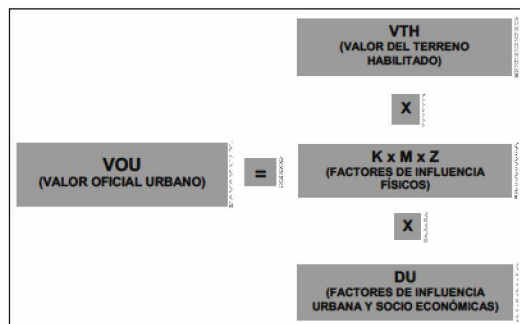 VTH
(VALOR DEL TERRENO
HABILITADO)
X
VOU
(VALOR OFICIAL URBANO)
=
K x M x Z
(FACTORES DE INFLUENCIA
FÍSICOS)
X
DU
(FACTORES DE INFLUENCIA
URBANA Y SOCIO ECONÓMICAS)